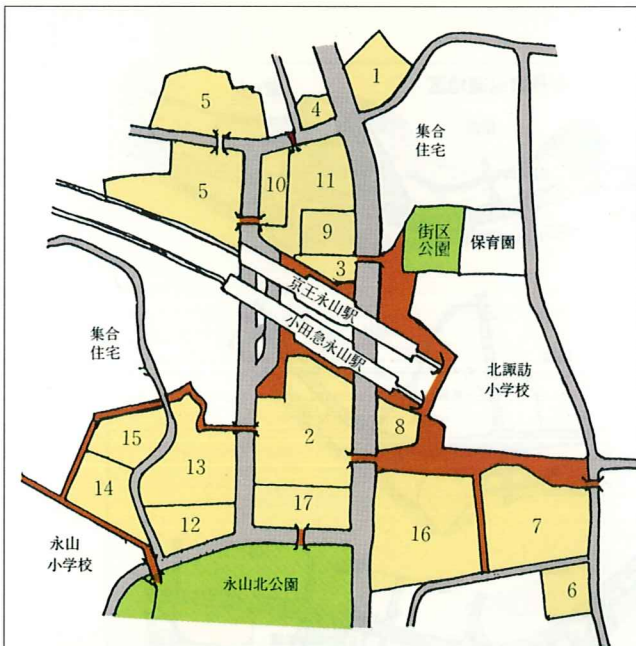 1
5
4
集合
住宅
5
10
11
9
街区
公園
保育園
3
京王永山駅
小田急永山駅
集合
住宅
北諏訪
小学校
2
8
15
13
14
17
12
16
7
永山
小学校
永山北公園
6